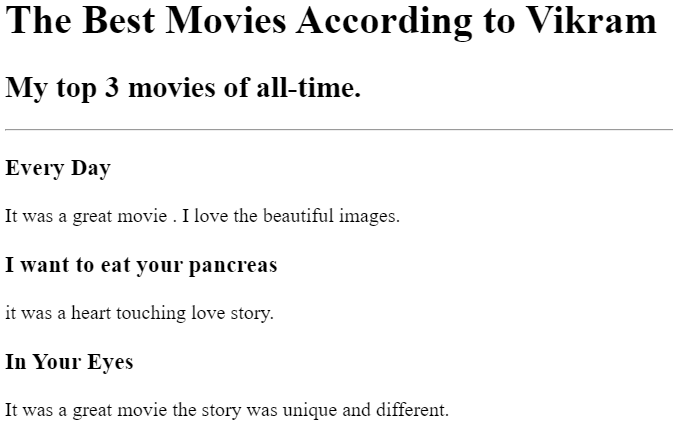 The Best Movies According to Vikram
My top 3 movies of all-time.
Every Day
It was a great movie . I love the beautiful images.
I want to eat your pancreas
it was a heart touching love story.
In Your Eyes
It was a great movie the story was unique and different.